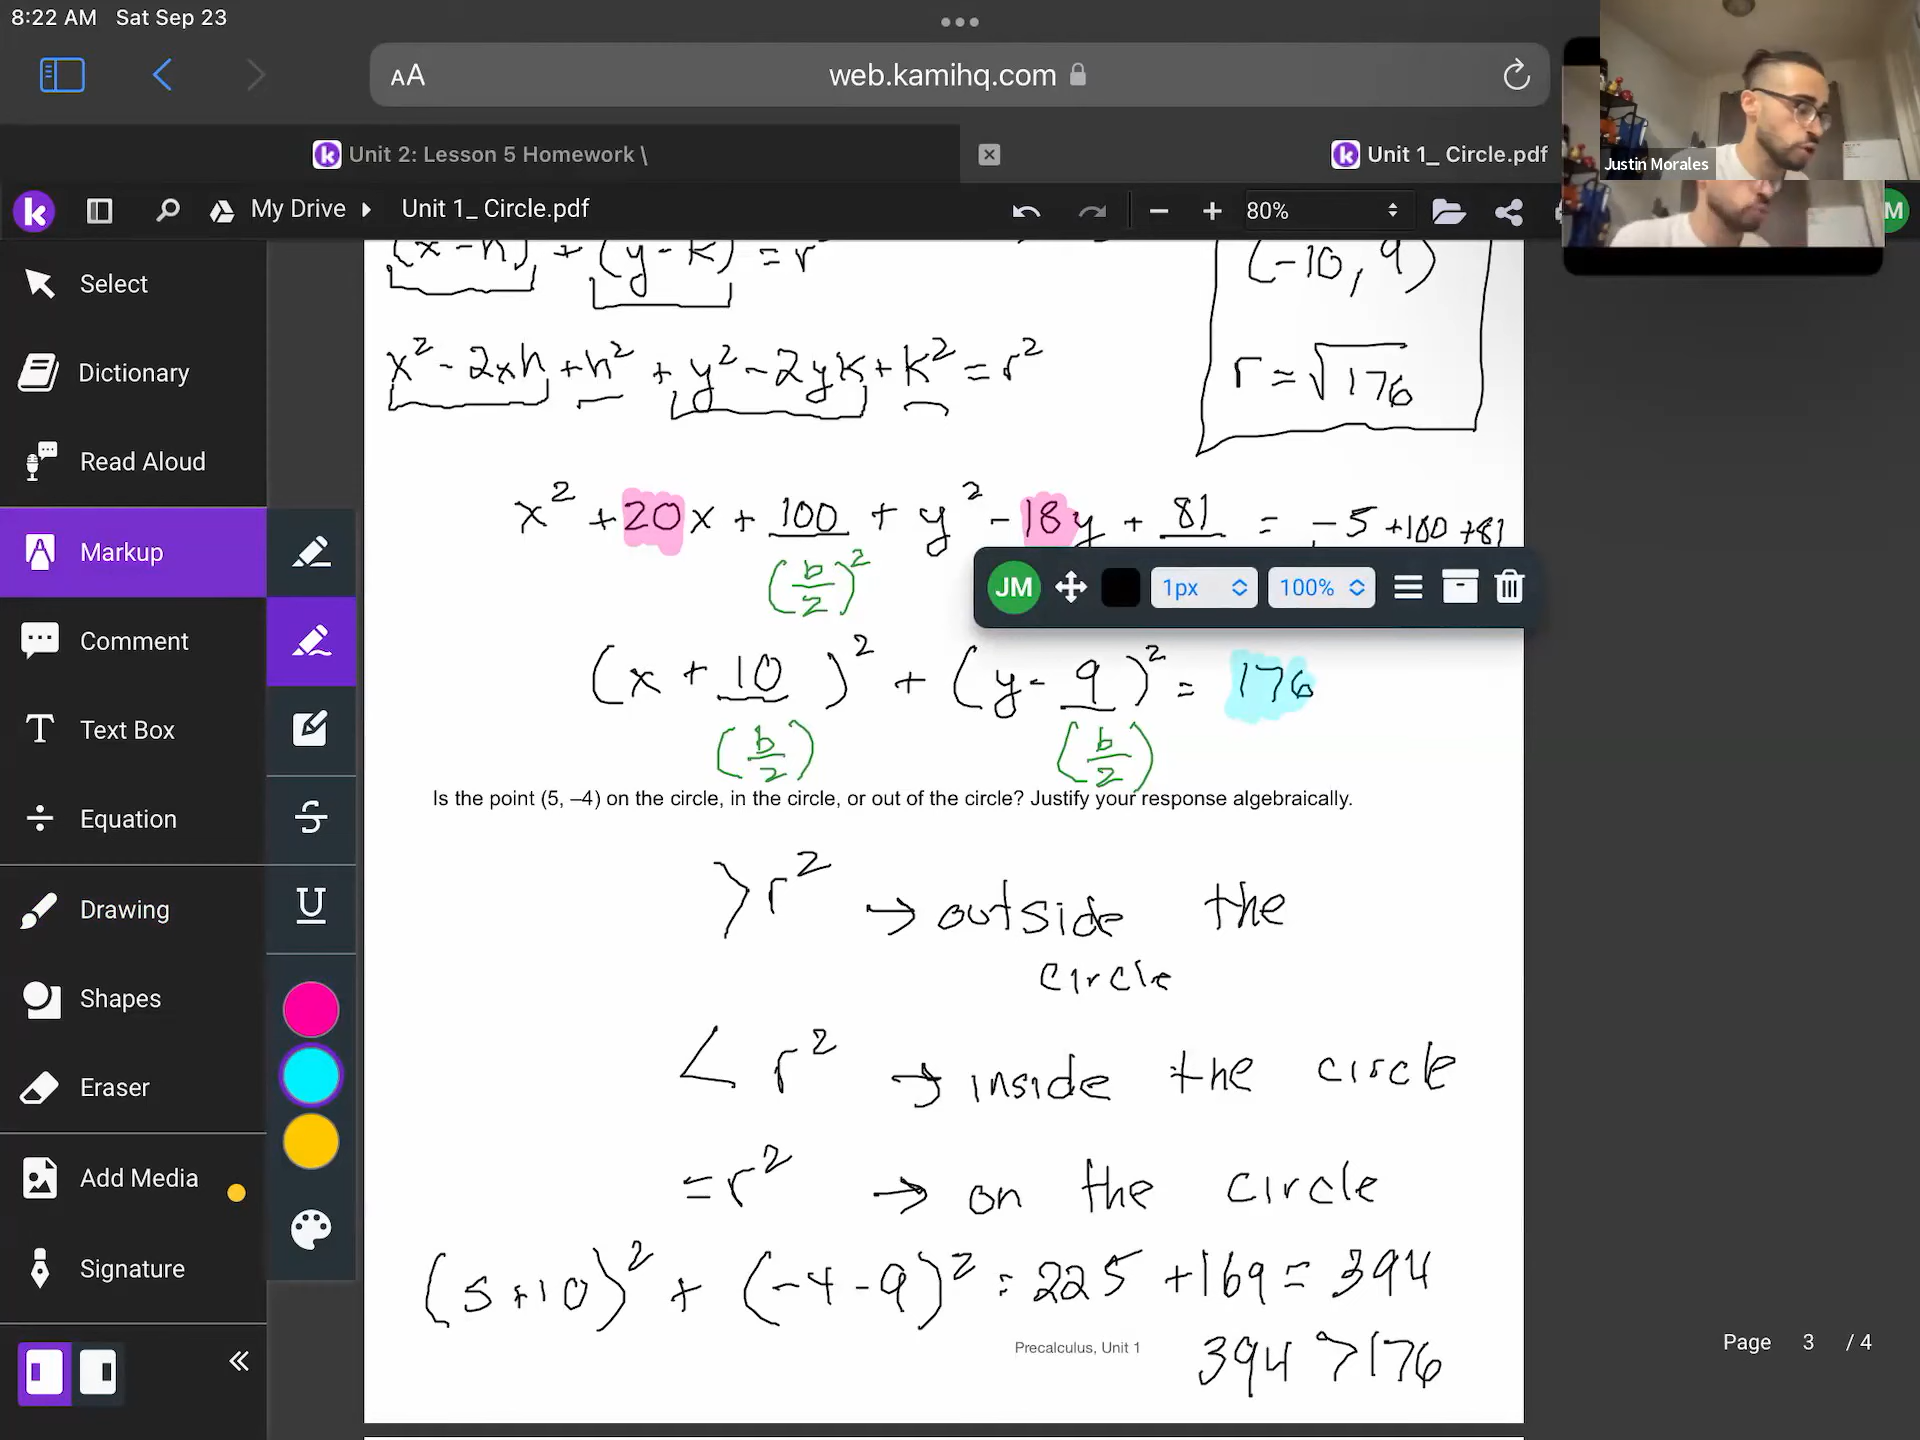 8:22 AM Sat Sep 23
AA
web.kamihq.com
Justin Morales
Unit 2: Lesson 5 Homework \
Unit 1_ Circle.pdf
My Drive
Unit 1_ Circle.pdf
80%
M
Select
Dictionary
Read Aloud
Markup
Comment
Text Box
Equation
Drawing
Shapes
Eraser
Add Media
Signature
(x-h) + (y-k) = r
(-10, 9)
x² - 2xh + h² + y² - 2yk + k² = r²
r = √176
x² + 20x + 100 + y² - 18y + 81 = -5 + 100 + 81
(b/2)²
JM 1px 100%
(x + 10)² + (y - 9)² = 176
(b/2) (b/2)
Is the point (5, –4) on the circle, in the circle, or out of the circle? Justify your response algebraically.
> r² → outside the
circle
< r² → inside the circle
= r² → on the circle
(5+10)² + (-4-9)² = 225 + 169 = 394
Precalculus, Unit 1
394 > 176
Page 3 / 4